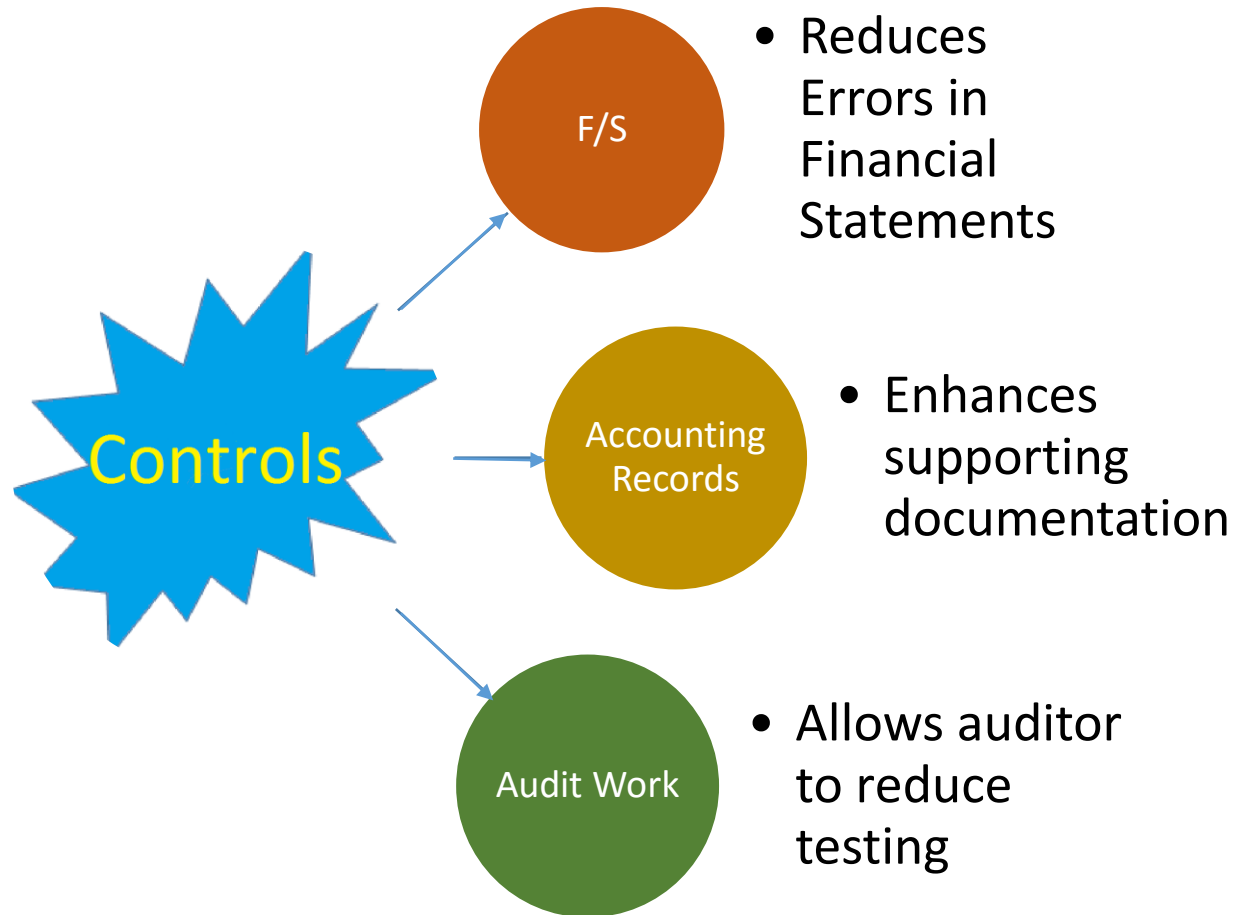 Controls
F/S
• Reduces
Errors in
Financial
Statements
Accounting
Records
• Enhances
supporting
documentation
Audit Work
• Allows auditor
to reduce
testing